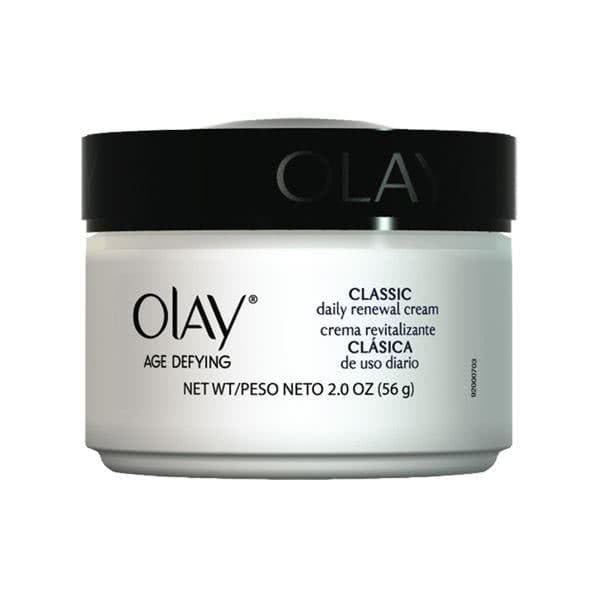 OLAY
OLAY®
AGE DEFYING
CLASSIC
daily renewal cream
crema revitalizante
CLÁSICA
de uso diario
NET WT/PESO NETO 2.0 OZ (56 g)
92000703